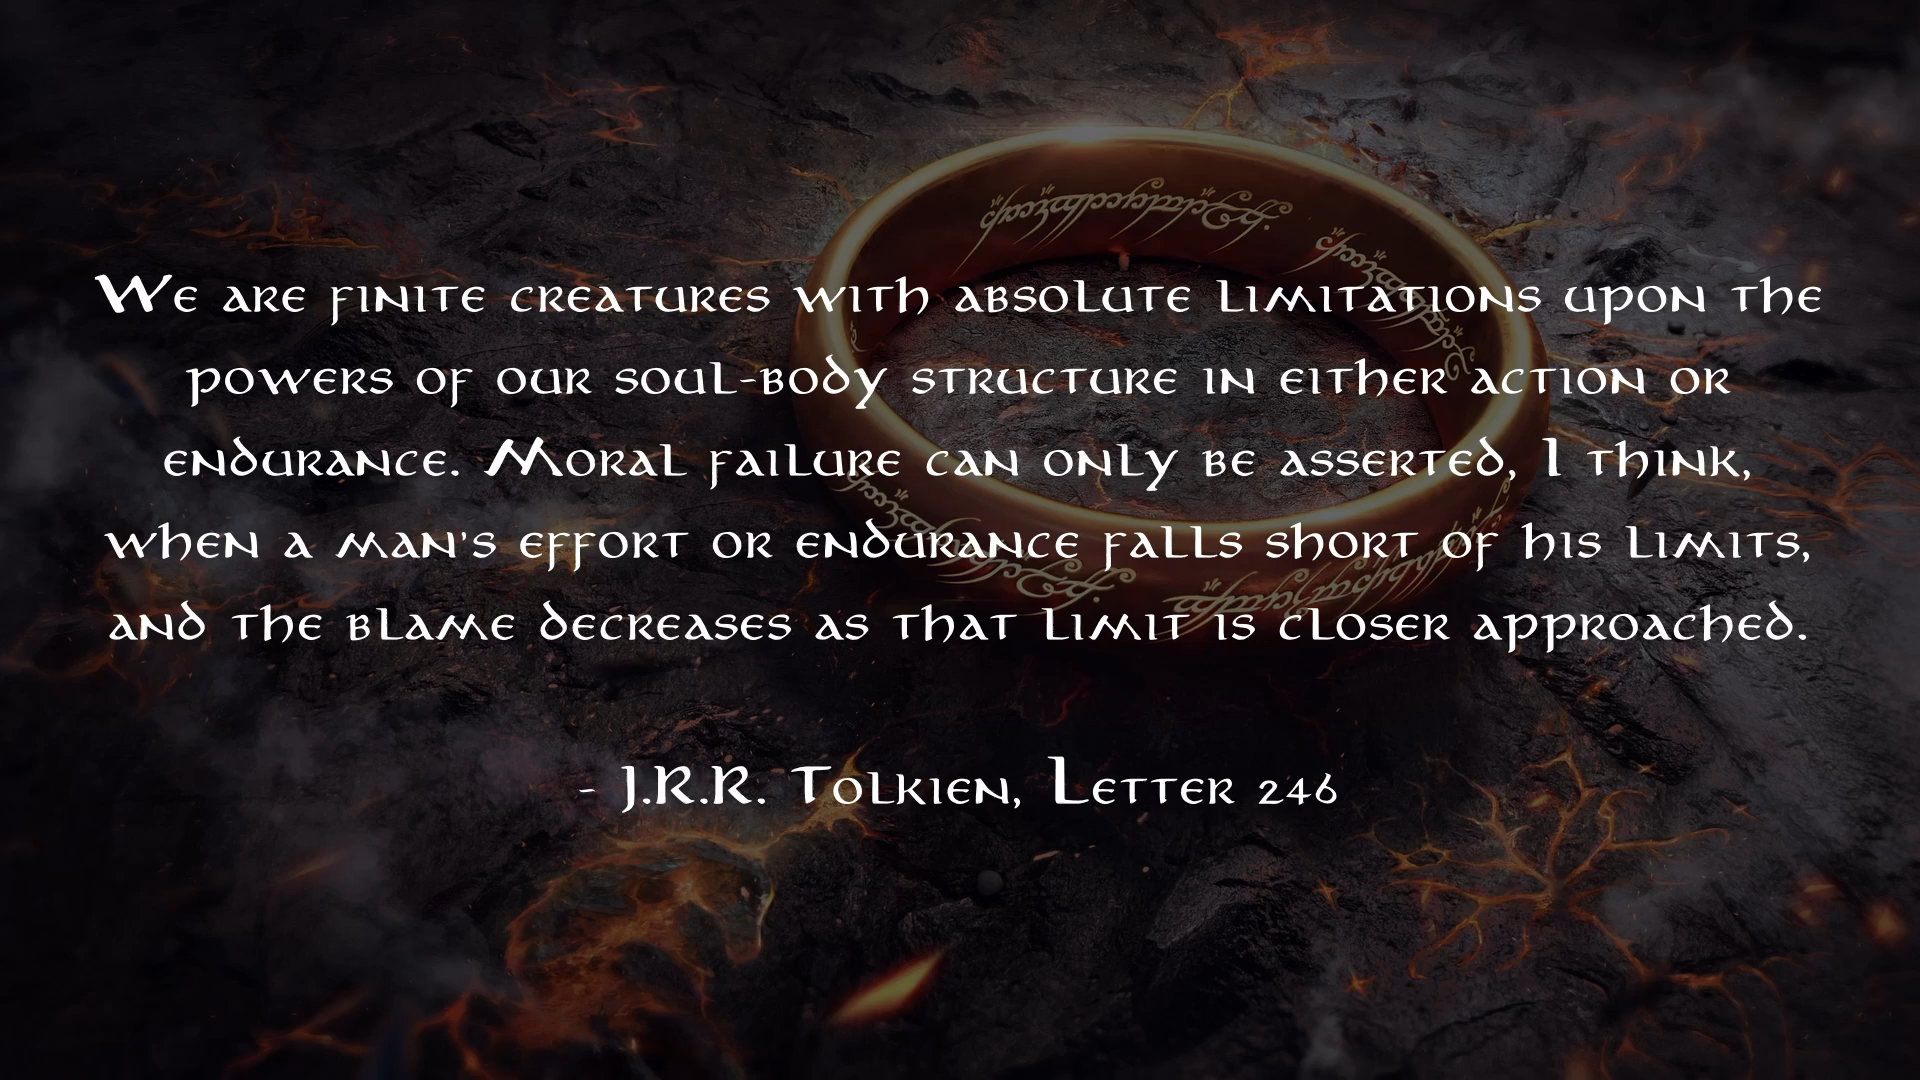 We are finite creatures with absolute limitations upon the
powers of our soul-body structure in either action or
endurance. Moral failure can only be asserted, I think,
when a man's effort or endurance falls short of his limits,
and the blame decreases as that limit is closer approached.
- J.R.R. Tolkien, Letter 246